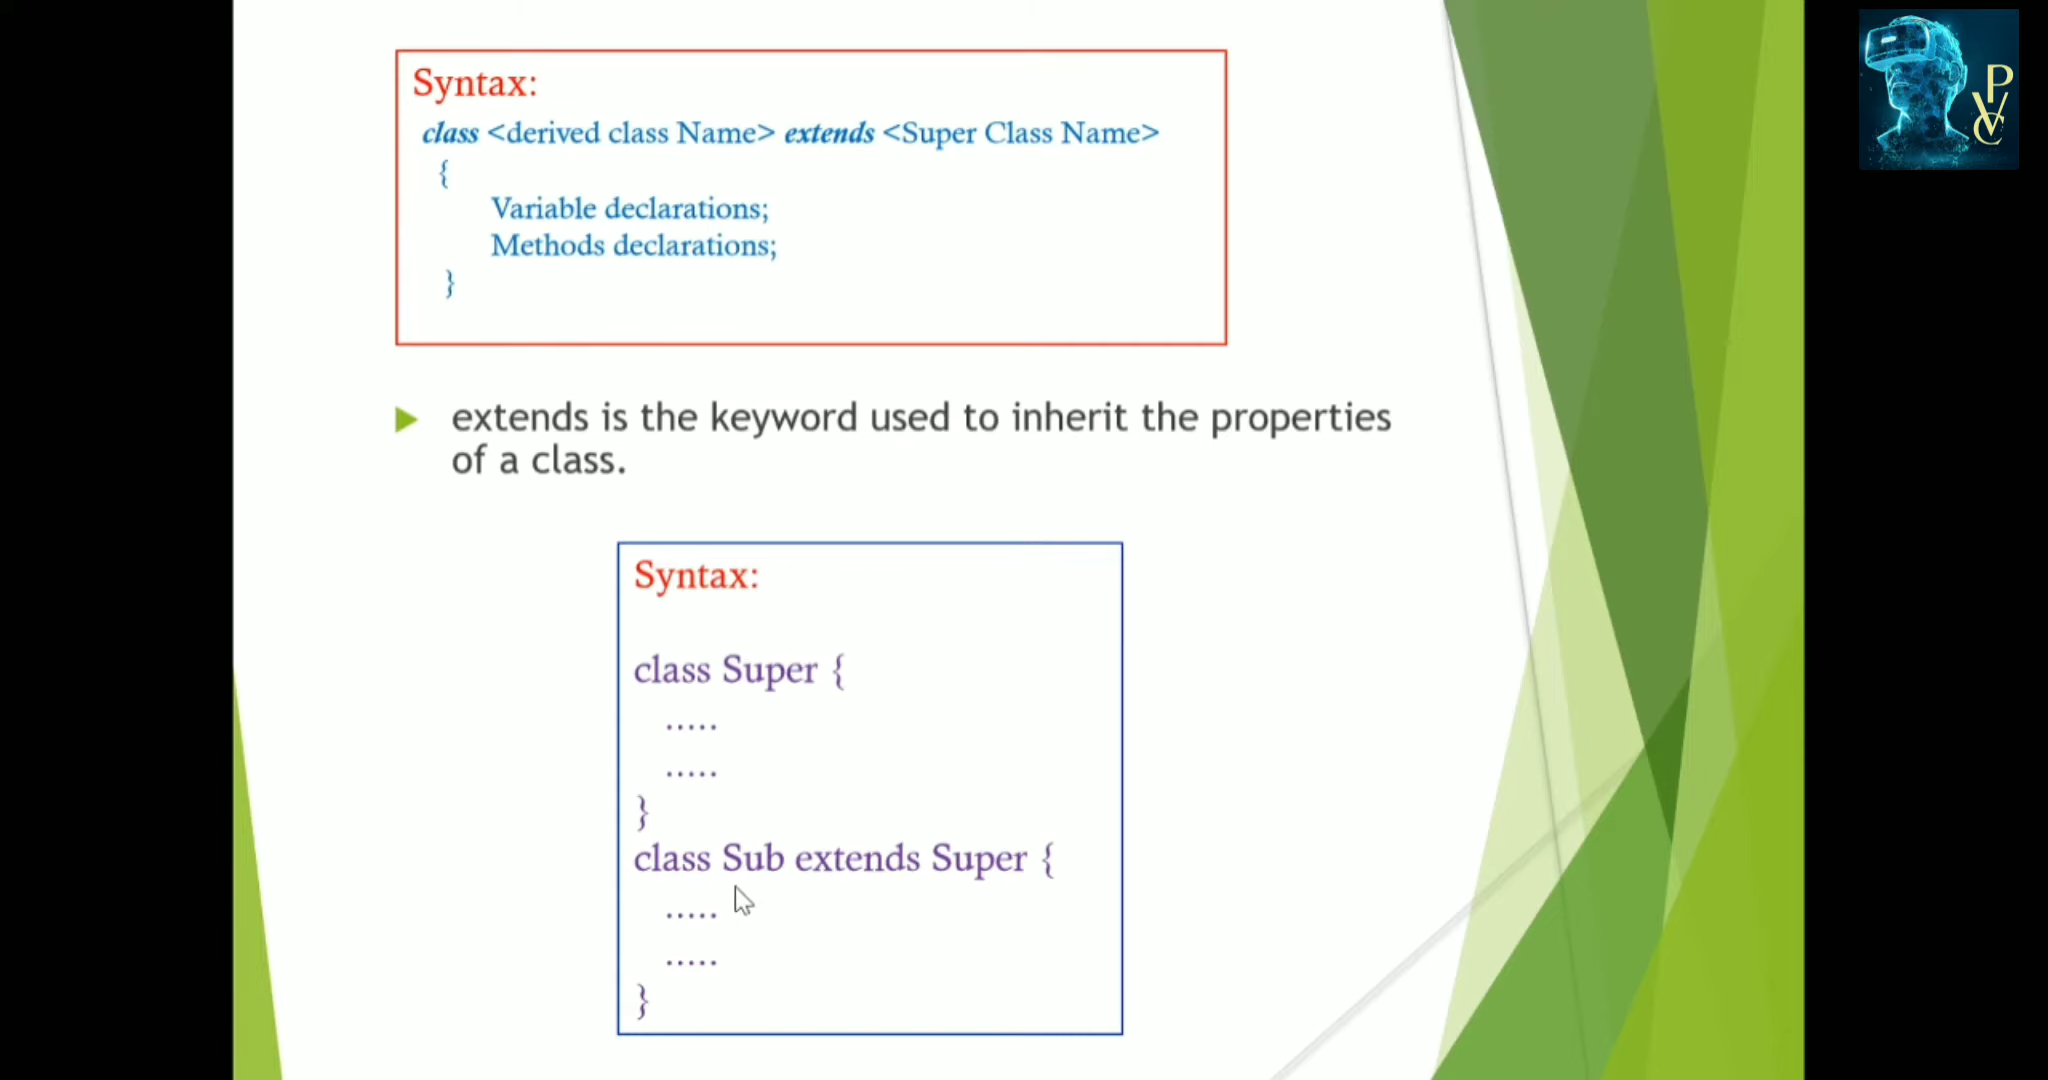 Syntax:
class <derived class Name> extends <Super Class Name>
{
Variable declarations;
Methods declarations;
}
extends is the keyword used to inherit the properties
of a class.
Syntax:
class Super {
.....
.....
}
class Sub extends Super {
.....
.....
}
PVC